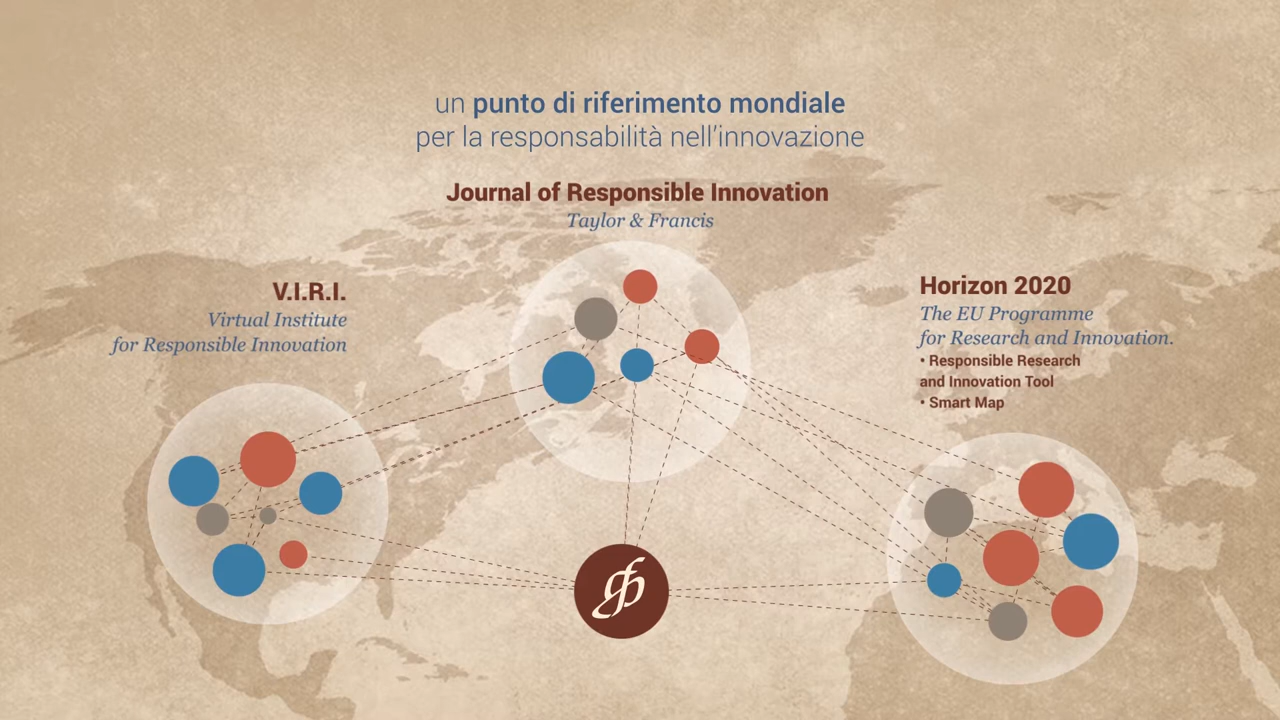 un punto di riferimento mondiale
per la responsabilità nell'innovazione
Journal of Responsible Innovation
Taylor & Francis
V.I.R.I.
Virtual Institute
for Responsible Innovation
Horizon 2020
The EU Programme
for Research and Innovation.
• Responsible Research
and Innovation Tool
• Smart Map